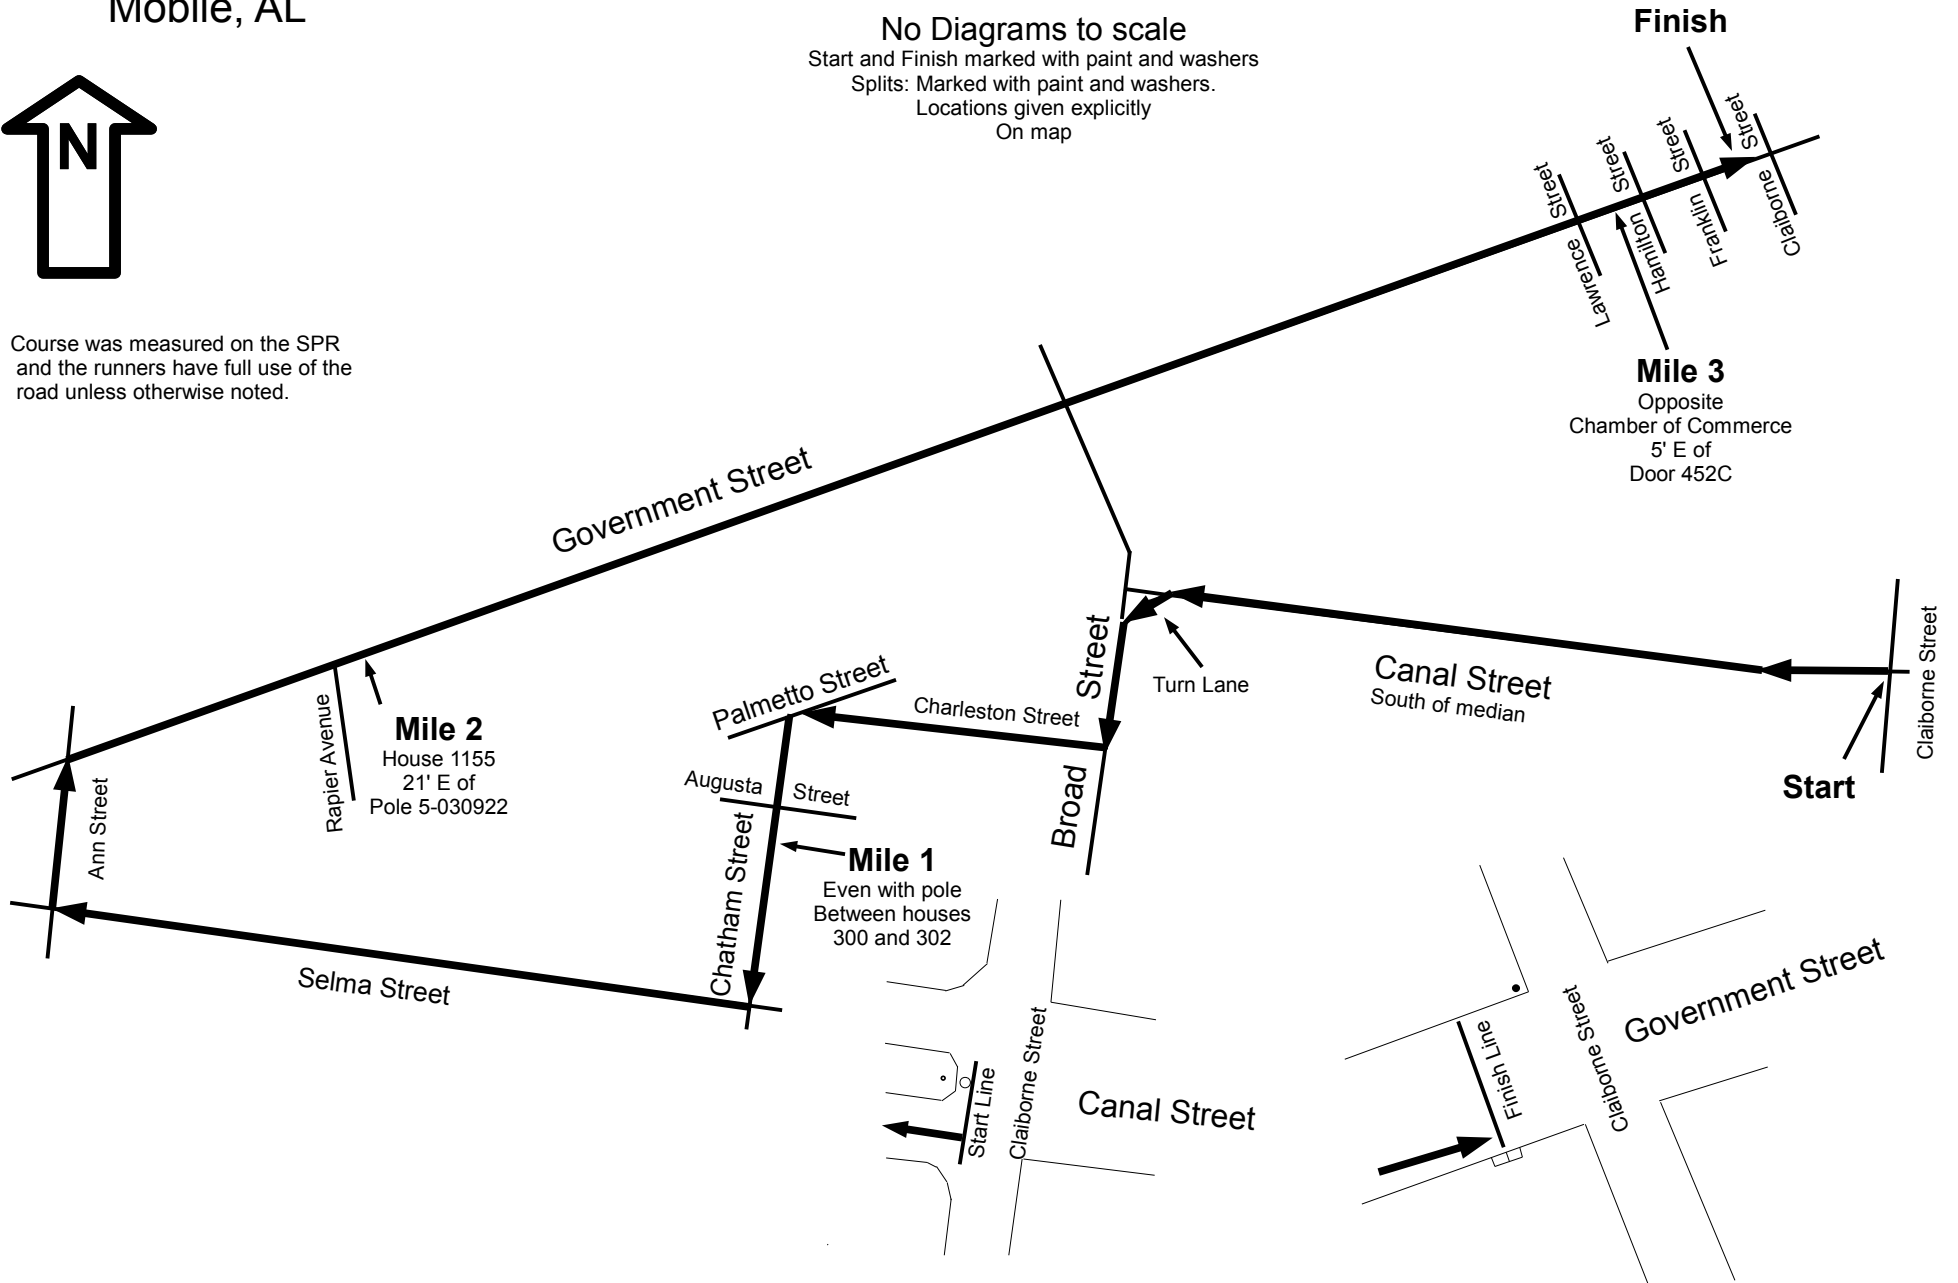 Mobile, AL
No Diagrams to scale
Start and Finish marked with paint and washers
Splits: Marked with paint and washers.
Locations given explicitly
On map
Finish
N
Course was measured on the SPR
and the runners have full use of the
road unless otherwise noted.
Lawrence Street
Hamilton Street
Franklin Street
Claiborne Street
Mile 3
Opposite
Chamber of Commerce
5' E of
Door 452C
Government Street
Broad Street
Turn Lane
Canal Street
South of median
Claiborne Street
Start
Palmetto Street
Charleston Street
Augusta Street
Chatham Street
Mile 1
Even with pole
Between houses
300 and 302
Rapier Avenue
Mile 2
House 1155
21' E of
Pole 5-030922
Ann Street
Selma Street
Start Line
Claiborne Street
Canal Street
Finish Line
Claiborne Street
Government Street